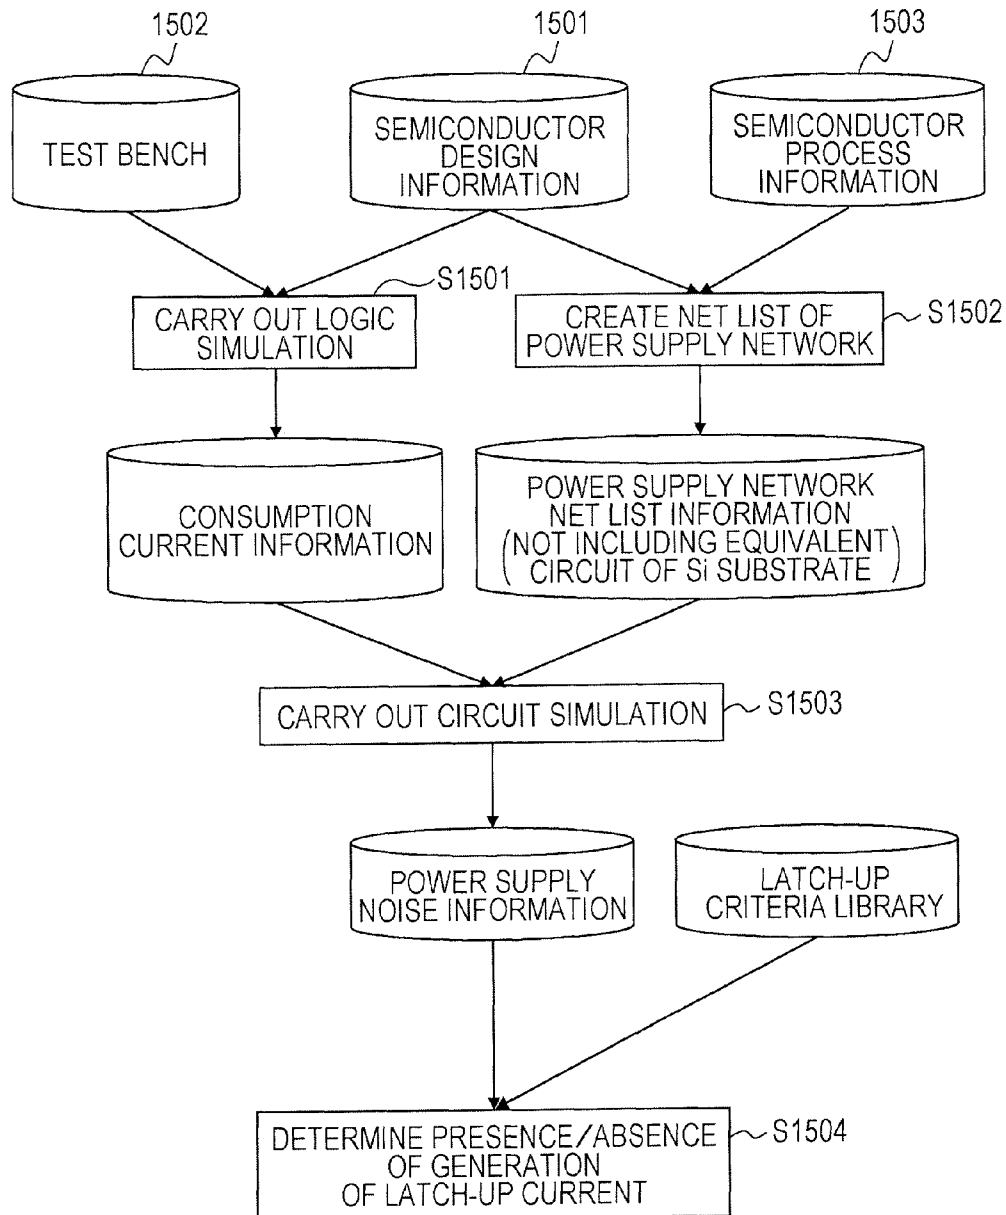 1502
1501
1503
TEST BENCH
SEMICONDUCTOR
DESIGN
INFORMATION
SEMICONDUCTOR
PROCESS
INFORMATION
S1501
CARRY OUT LOGIC
SIMULATION
CREATE NET LIST OF
POWER SUPPLY NETWORK
S1502
CONSUMPTION
CURRENT INFORMATION
POWER SUPPLY NETWORK
NET LIST INFORMATION
(NOT INCLUDING EQUIVALENT
CIRCUIT OF Si SUBSTRATE)
CARRY OUT CIRCUIT SIMULATION
S1503
POWER SUPPLY
NOISE INFORMATION
LATCH-UP
CRITERIA LIBRARY
DETERMINE PRESENCE/ABSENCE
OF GENERATION
OF LATCH-UP CURRENT
S1504